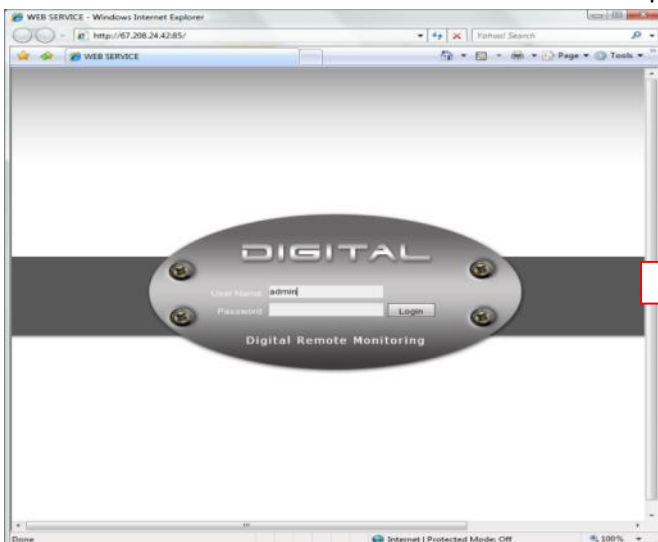 WEB SERVICE - Windows Internet Explorer
http://67.208.24.42:85/
Yahoo! Search
WEB SERVICE
Page
Tools
DIGITAL
User Name
admin
Password
Login
Digital Remote Monitoring
Done
Internet | Protected Mode: Off
100%